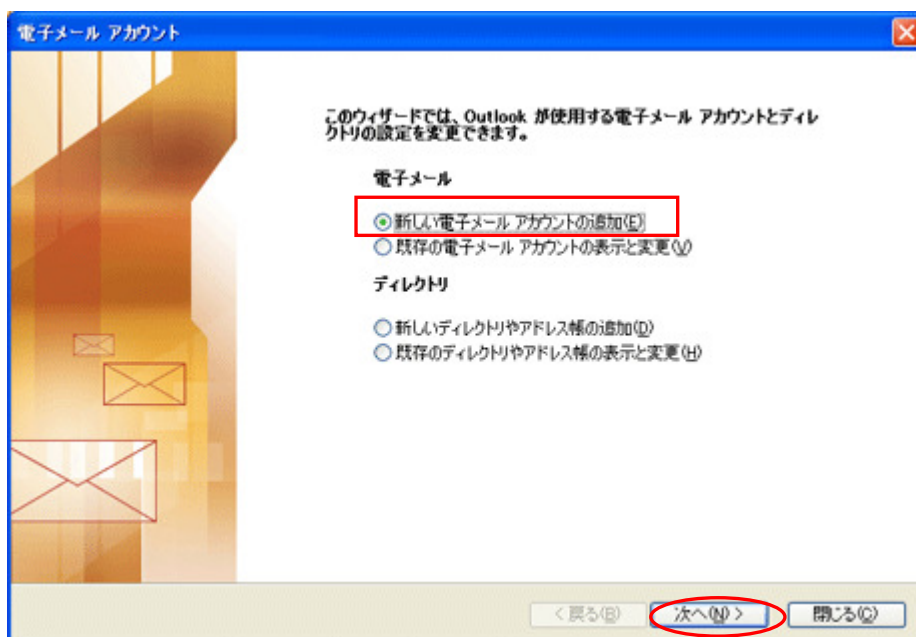 電子メール アカウント
このウィザードでは、Outlook が使用する電子メール アカウントとディレ
クトリの設定を変更できます。
電子メール
新しい電子メール アカウントの追加(E)
既存の電子メール アカウントの表示と変更(V)
ディレクトリ
新しいディレクトリやアドレス帳の追加(D)
既存のディレクトリやアドレス帳の表示と変更(H)
< 戻る(B) 次へ(N) > 閉じる(C)